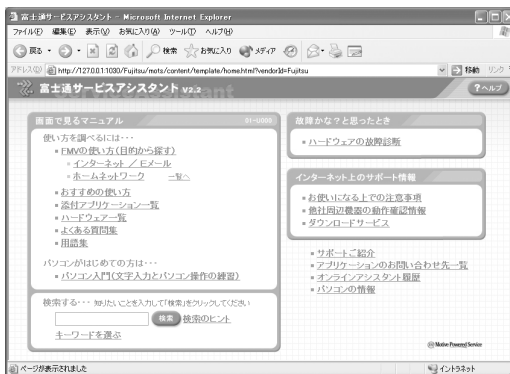 富士通サービスアシスタント - Microsoft Internet Explorer
ファイル(F) 編集(E) 表示(V) お気に入り(A) ツール(T) ヘルプ(H)
戻る 検索 お気に入り メディア
アドレス(D) http://127.0.0.1:1030/Fujitsu/mots/content/template/home.html?vendorId=Fujitsu 移動 リンク
富士通サービスアシスタント V2.2 ?ヘルプ
画面で見るマニュアル 01-U000
使い方を調べるには・・・
FMVの使い方(目的から探す)
インターネット / Eメール
ホームネットワーク 一覧へ
おすすめの使い方
添付アプリケーション一覧
ハードウェア一覧
よくある質問集
用語集
パソコンがはじめての方は・・・
パソコン入門(文字入力とパソコン操作の練習)
検索する・・・ 知りたいことを入力して「検索」をクリックしてください
検索 検索のヒント
キーワードを選ぶ
故障かな?と思ったとき
ハードウェアの故障診断
インターネット上のサポート情報
お使いになる上での注意事項
他社周辺機器の動作確認情報
ダウンロードサービス
サポートご紹介
アプリケーションのお問い合わせ先一覧
オンラインアシスタント履歴
パソコンの情報
Motive Powered Service
ページが表示されました イントラネット